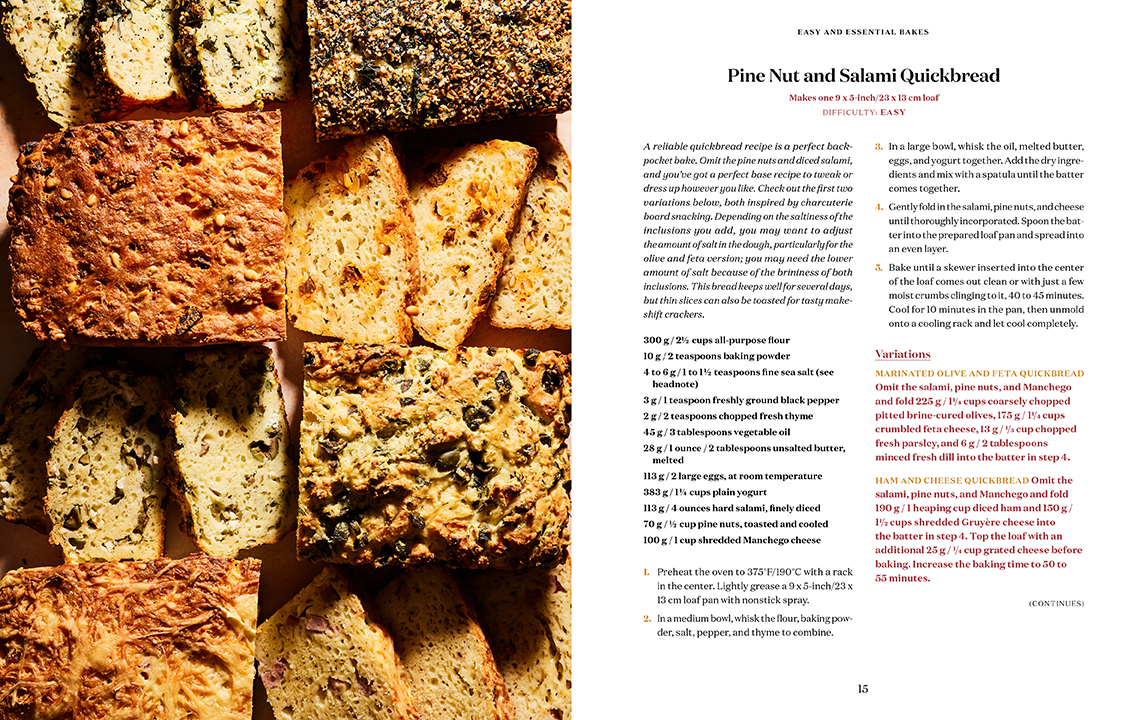 EASY AND ESSENTIAL BAKES
Pine Nut and Salami Quickbread
Makes one 9 x 5-inch/23 x 13 cm loaf
DIFFICULTY: EASY
A reliable quickbread recipe is a perfect back-
pocket bake. Omit the pine nuts and diced salami,
and you've got a perfect base recipe to tweak or
dress up however you like. Check out the first two
variations below, both inspired by charcuterie
board snacking. Depending on the saltiness of the
inclusions you add, you may want to adjust
the amount of salt in the dough, particularly for the
olive and feta version; you may need the lower
amount of salt because of the brininess of both
inclusions. This bread keeps well for several days,
but thin slices can also be toasted for tasty make-
shift crackers.
300 g / 2½ cups all-purpose flour
10 g / 2 teaspoons baking powder
4 to 6 g / 1 to 1½ teaspoons fine sea salt (see
headnote)
3 g / 1 teaspoon freshly ground black pepper
2 g / 2 teaspoons chopped fresh thyme
45 g / 3 tablespoons vegetable oil
28 g / 1 ounce / 2 tablespoons unsalted butter,
melted
113 g / 2 large eggs, at room temperature
383 g / 1¼ cups plain yogurt
113 g / 4 ounces hard salami, finely diced
70 g / ½ cup pine nuts, toasted and cooled
100 g / 1 cup shredded Manchego cheese
1. Preheat the oven to 375°F/190°C with a rack
in the center. Lightly grease a 9 x 5-inch/23 x
13 cm loaf pan with nonstick spray.
2. In a medium bowl, whisk the flour, baking pow-
der, salt, pepper, and thyme to combine.
3. In a large bowl, whisk the oil, melted butter,
eggs, and yogurt together. Add the dry ingre-
dients and mix with a spatula until the batter
comes together.
4. Gently fold in the salami, pine nuts, and cheese
until thoroughly incorporated. Spoon the bat-
ter into the prepared loaf pan and spread into
an even layer.
5. Bake until a skewer inserted into the center
of the loaf comes out clean or with just a few
moist crumbs clinging to it, 40 to 45 minutes.
Cool for 10 minutes in the pan, then unmold
onto a cooling rack and let cool completely.
Variations
MARINATED OLIVE AND FETA QUICKBREAD
Omit the salami, pine nuts, and Manchego
and fold 225 g / 1¼ cups coarsely chopped
pitted brine-cured olives, 175 g / 1¼ cups
crumbled feta cheese, 13 g / ⅓ cup chopped
fresh parsley, and 6 g / 2 tablespoons
minced fresh dill into the batter in step 4.
HAM AND CHEESE QUICKBREAD Omit the
salami, pine nuts, and Manchego and fold
190 g / 1 heaping cup diced ham and 150 g /
1½ cups shredded Gruyère cheese into
the batter in step 4. Top the loaf with an
additional 25 g / ¼ cup grated cheese before
baking. Increase the baking time to 50 to
55 minutes.
(CONTINUES)
15